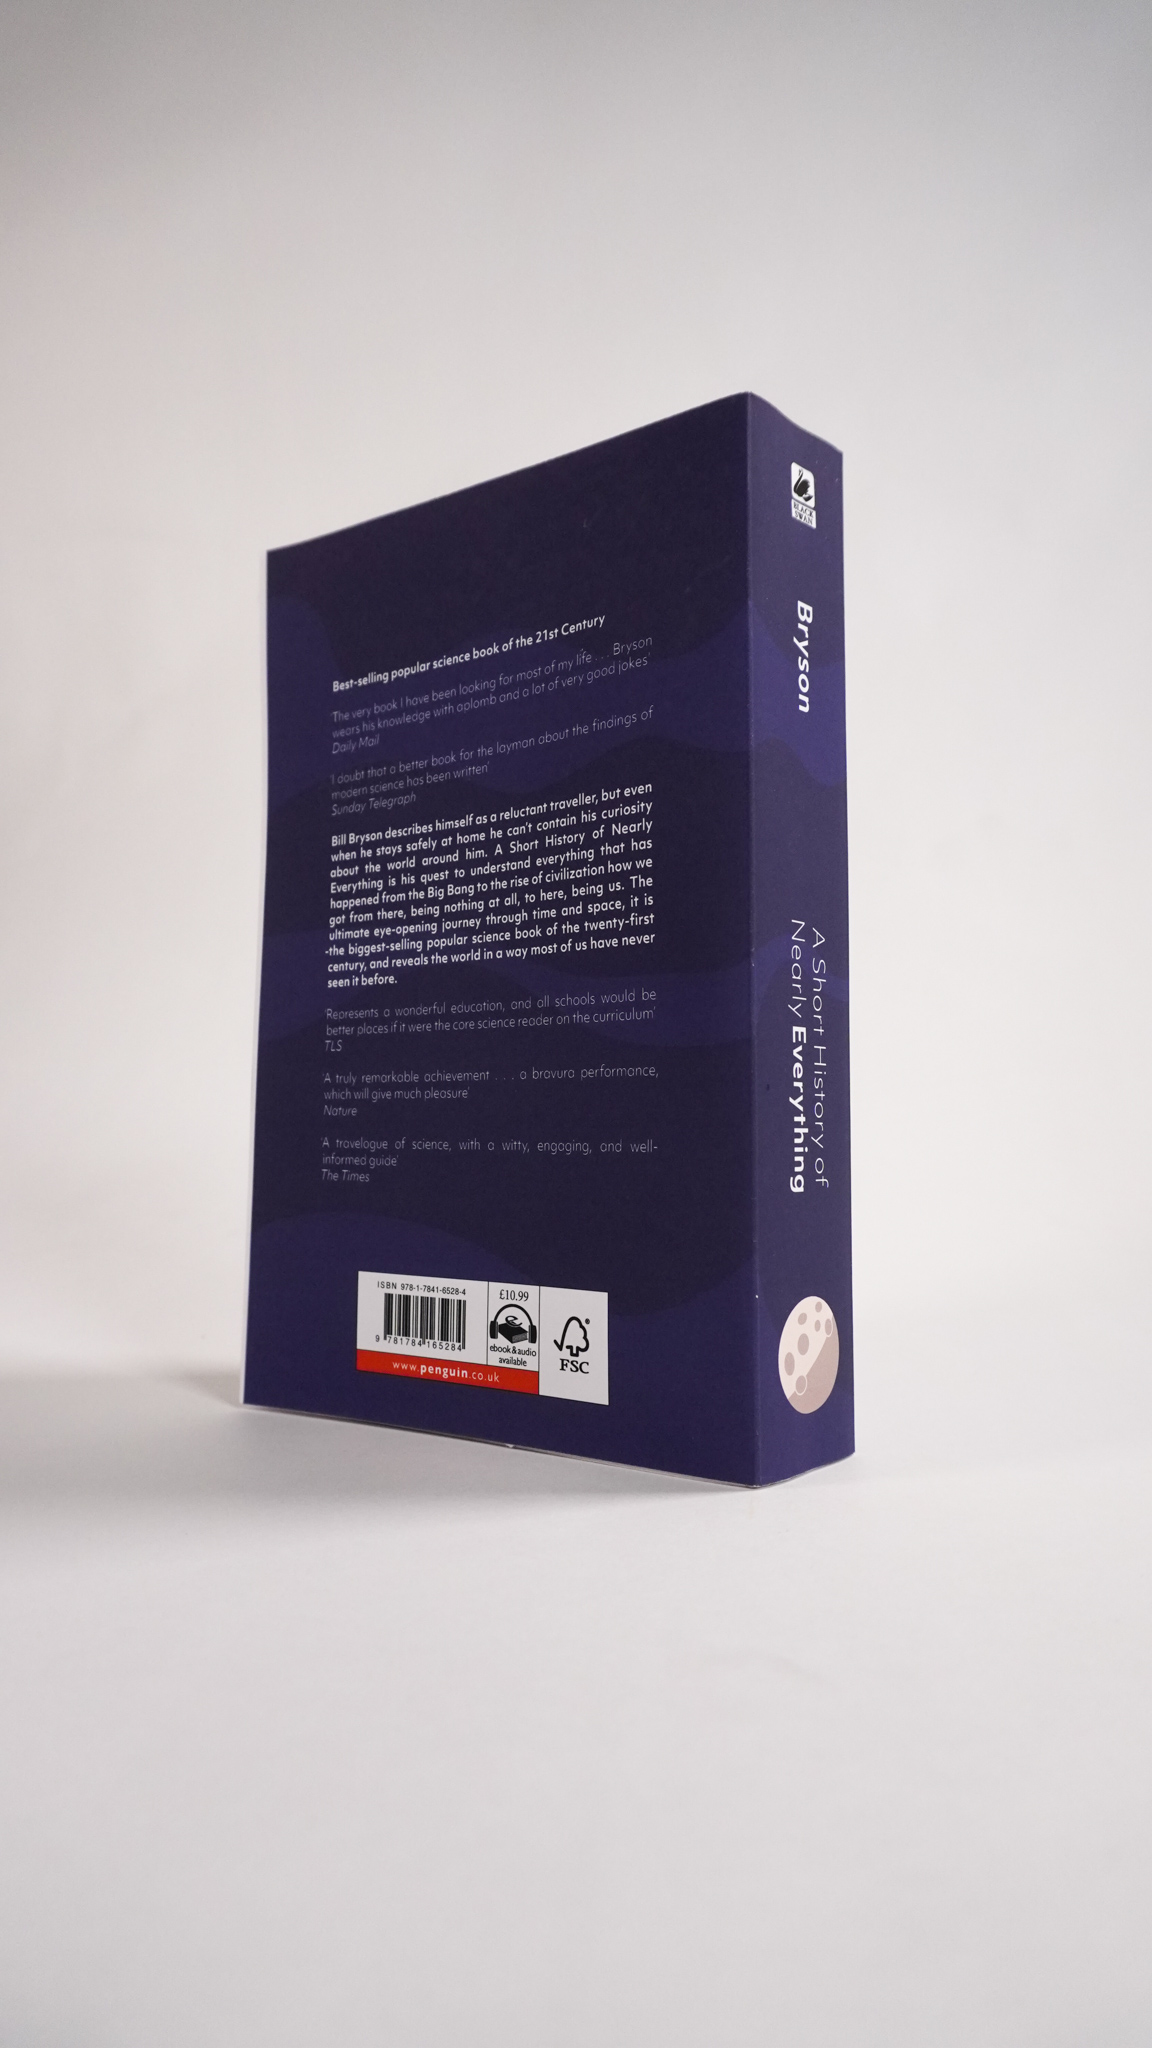 Best-selling popular science book of the 21st Century
'The very book I have been looking for most of my life . . . Bryson
wears his knowledge with aplomb and a lot of very good jokes'
Daily Mail
'I doubt that a better book for the layman about the findings of
modern science has been written'
Sunday Telegraph
Bill Bryson describes himself as a reluctant traveller, but even
when he stays safely at home he can't contain his curiosity
about the world around him. A Short History of Nearly
Everything is his quest to understand everything that has
happened from the Big Bang to the rise of civilization how we
got from there, being nothing at all, to here, being us. The
ultimate eye-opening journey through time and space, it is
-the biggest-selling popular science book of the twenty-first
century, and reveals the world in a way most of us have never
seen it before.
'Represents a wonderful education, and all schools would be
better places if it were the core science reader on the curriculum'
TLS
'A truly remarkable achievement . . . a bravura performance,
which will give much pleasure'
Nature
'A travelogue of science, with a witty, engaging, and well-
informed guide'
The Times
ISBN 978-1-7841-6528-4
9 781784 165284
£10.99
ebook & audio
available
FSC
®
www.penguin.co.uk
BLACK
SWAN
Bryson
A Short History of
Nearly Everything